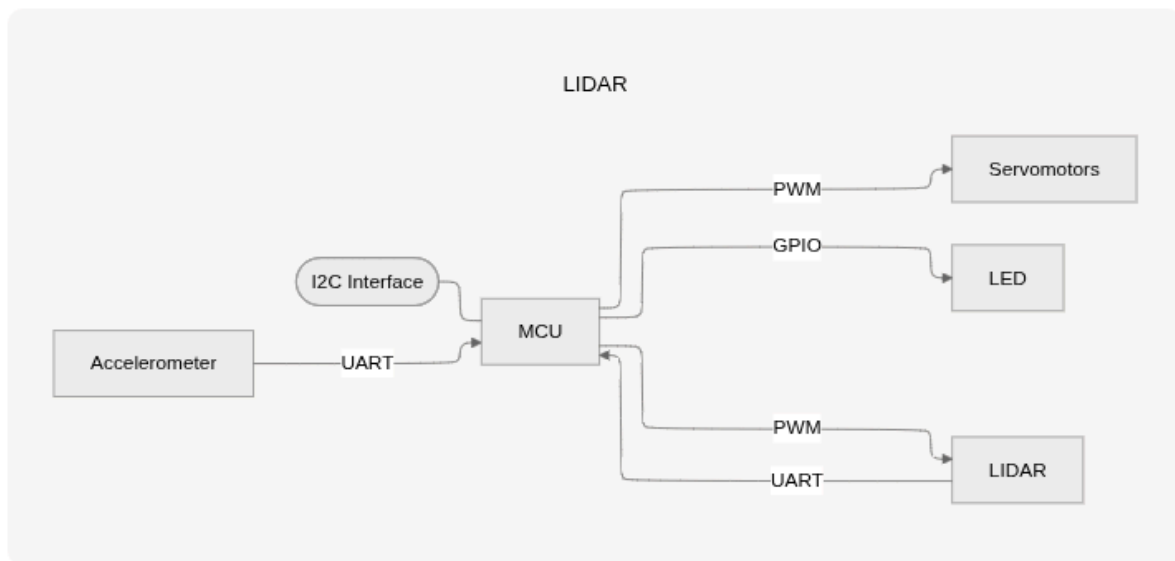 LIDAR
Servomotors
PWM
GPIO
I2C Interface
LED
MCU
Accelerometer
UART
PWM
LIDAR
UART